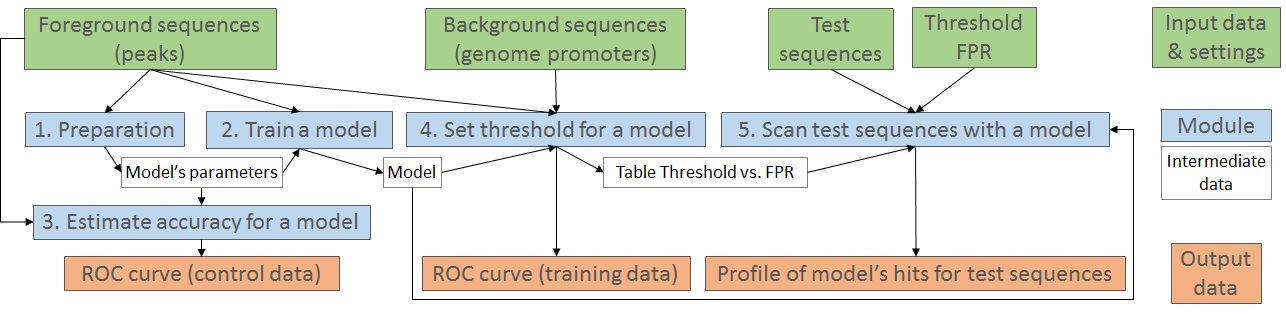 Foreground sequences
(peaks)
Background sequences
(genome promoters)
Test
sequences
Threshold
FPR
Input data
& settings
1. Preparation
2. Train a model
4. Set threshold for a model
5. Scan test sequences with a model
Module
Model's parameters
Model
Table Threshold vs. FPR
Intermediate
data
3. Estimate accuracy for a model
ROC curve (control data)
ROC curve (training data)
Profile of model's hits for test sequences
Output
data